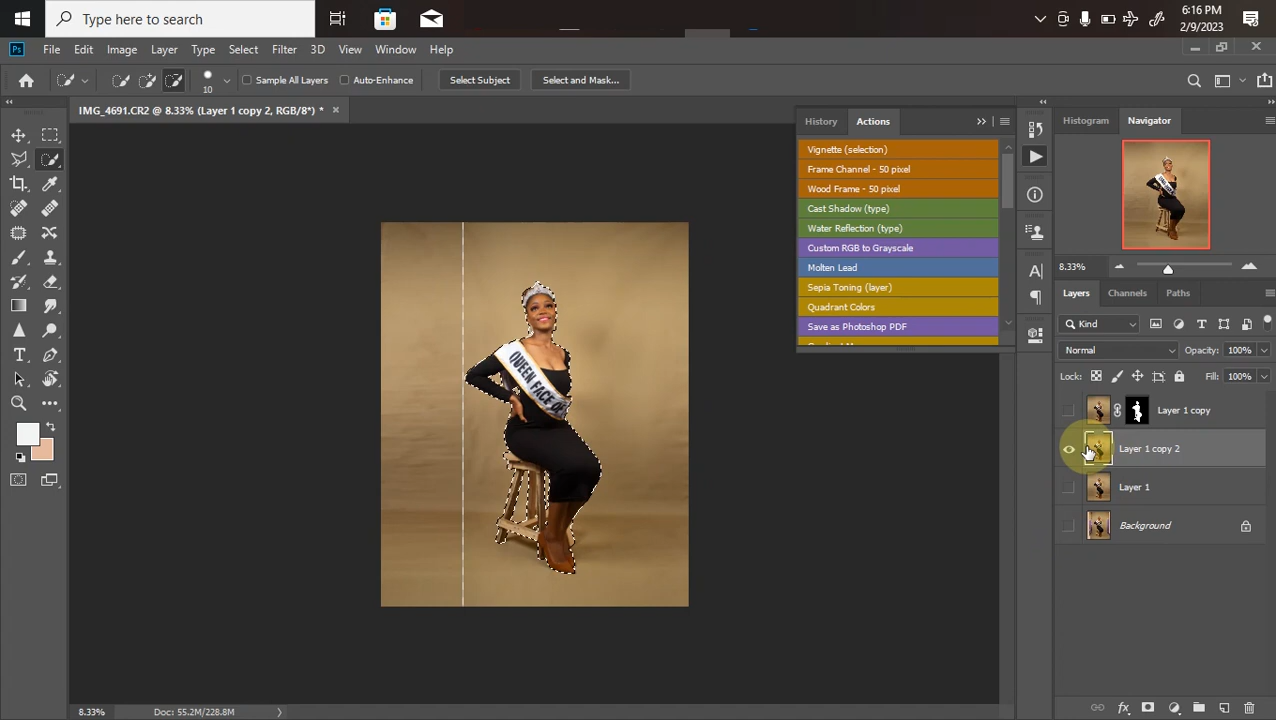 Type here to search
6:16 PM
2/9/2023
Ps File Edit Image Layer Type Select Filter 3D View Window Help
10 Sample All Layers Auto-Enhance Select Subject Select and Mask...
IMG_4691.CR2 @ 8.33% (Layer 1 copy 2, RGB/8*) *
History Actions
Vignette (selection)
Frame Channel - 50 pixel
Wood Frame - 50 pixel
Cast Shadow (type)
Water Reflection (type)
Custom RGB to Grayscale
Molten Lead
Sepia Toning (layer)
Quadrant Colors
Save as Photoshop PDF
Histogram Navigator
8.33%
Layers Channels Paths
Kind
Normal Opacity: 100%
Lock: Fill: 100%
Layer 1 copy
Layer 1 copy 2
Layer 1
Background
QUEEN FACE
8.33% Doc: 55.2M/228.8M